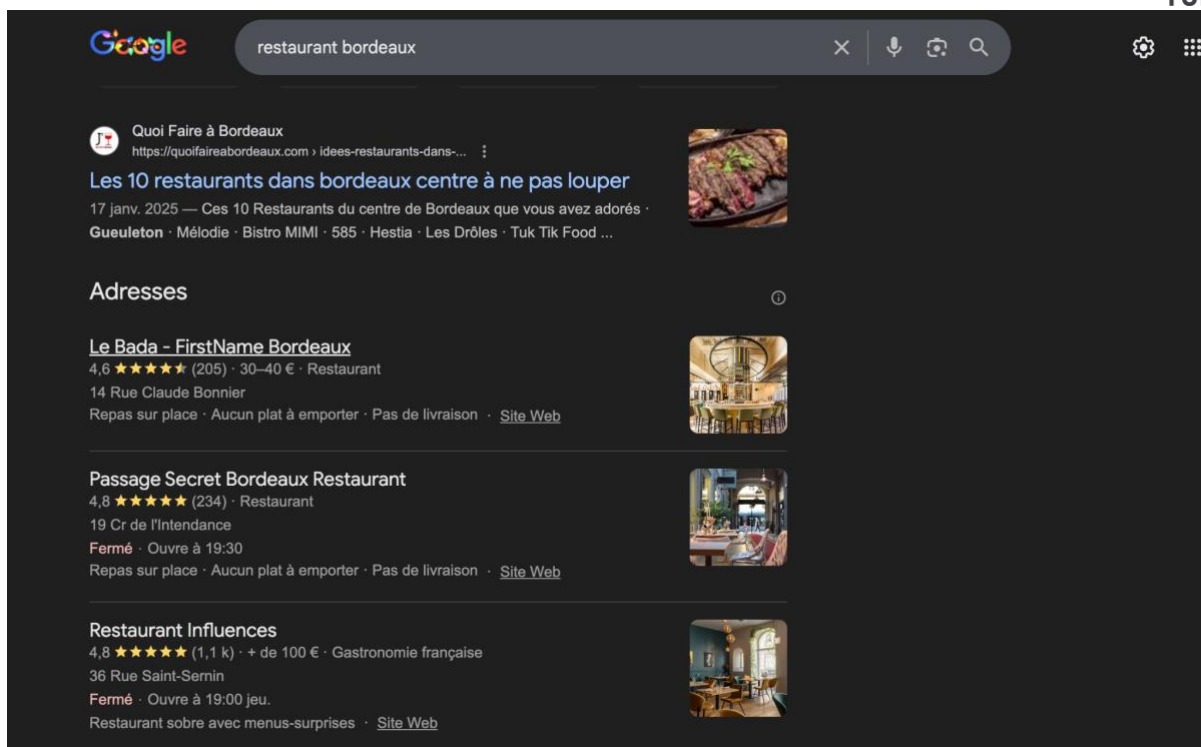 Google
restaurant bordeaux
Quoi Faire à Bordeaux
https://quoifaireabordeaux.com › idees-restaurants-dans-...
Les 10 restaurants dans bordeaux centre à ne pas louper
17 janv. 2025 — Ces 10 Restaurants du centre de Bordeaux que vous avez adorés ·
Gueuleton · Mélodie · Bistro MIMI · 585 · Hestia · Les Drôles · Tuk Tik Food ...
Adresses
Le Bada - FirstName Bordeaux
4,6 ★★★★★ (205) · 30–40 € · Restaurant
14 Rue Claude Bonnier
Repas sur place · Aucun plat à emporter · Pas de livraison · Site Web
Passage Secret Bordeaux Restaurant
4,8 ★★★★★ (234) · Restaurant
19 Cr de l'Intendance
Fermé · Ouvre à 19:30
Repas sur place · Aucun plat à emporter · Pas de livraison · Site Web
Restaurant Influences
4,8 ★★★★★ (1,1 k) · + de 100 € · Gastronomie française
36 Rue Saint-Sernin
Fermé · Ouvre à 19:00 jeu.
Restaurant sobre avec menus-surprises · Site Web